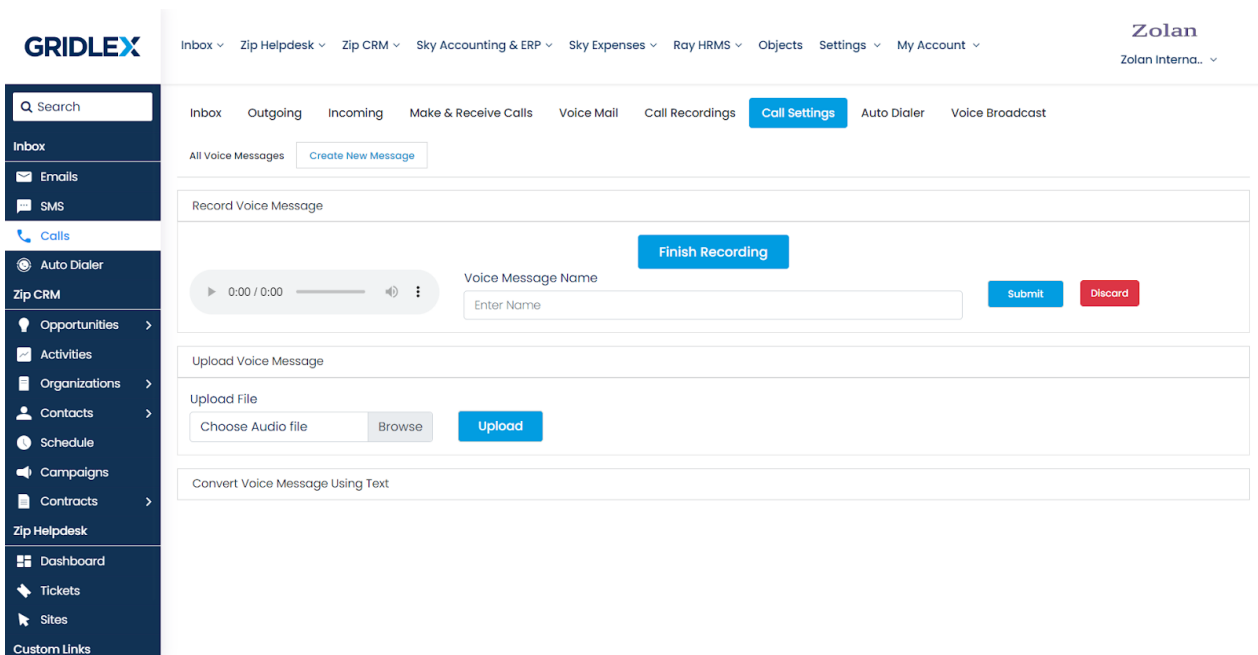 GRIDLEX
Inbox Zip Helpdesk Zip CRM Sky Accounting & ERP Sky Expenses Ray HRMS Objects Settings My Account
Zolan
Zolan Interna..
Search
Inbox
Emails
SMS
Calls
Auto Dialer
Zip CRM
Opportunities
Activities
Organizations
Contacts
Schedule
Campaigns
Contracts
Zip Helpdesk
Dashboard
Tickets
Sites
Custom Links
Inbox Outgoing Incoming Make & Receive Calls Voice Mail Call Recordings Call Settings Auto Dialer Voice Broadcast
All Voice Messages Create New Message
Record Voice Message
Finish Recording
0:00 / 0:00
Voice Message Name
Enter Name
Submit Discard
Upload Voice Message
Upload File
Choose Audio file Browse Upload
Convert Voice Message Using Text